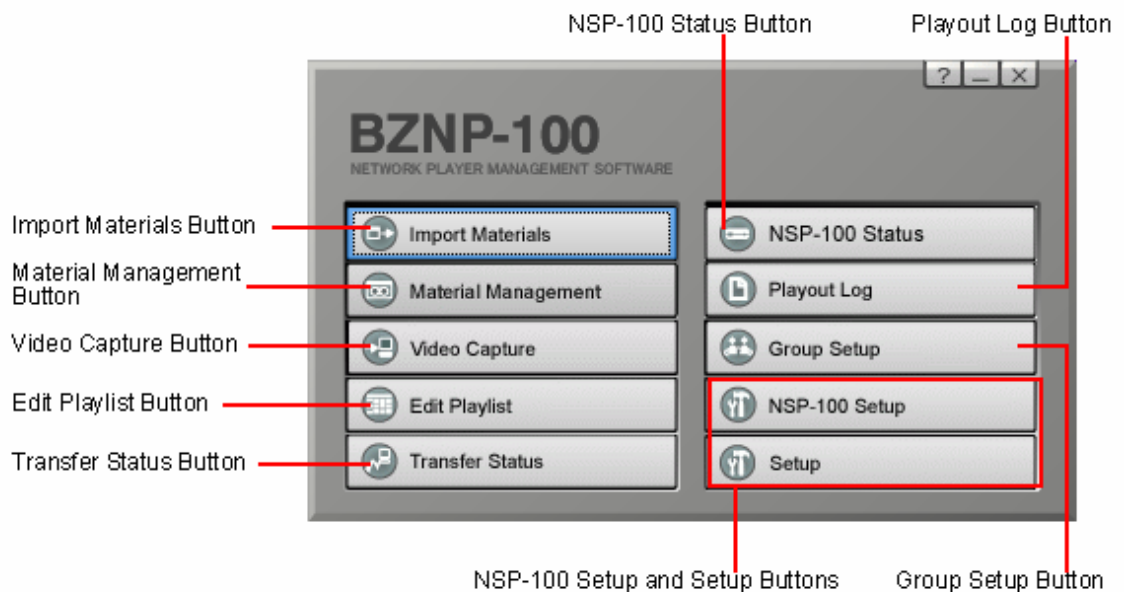 NSP-100 Status Button
Playout Log Button
? _ X
BZNP-100
NETWORK PLAYER MANAGEMENT SOFTWARE
Import Materials Button
Import Materials
NSP-100 Status
Material Management
Button
Material Management
Playout Log
Video Capture Button
Video Capture
Group Setup
Edit Playlist Button
Edit Playlist
NSP-100 Setup
Transfer Status Button
Transfer Status
Setup
NSP-100 Setup and Setup Buttons
Group Setup Button